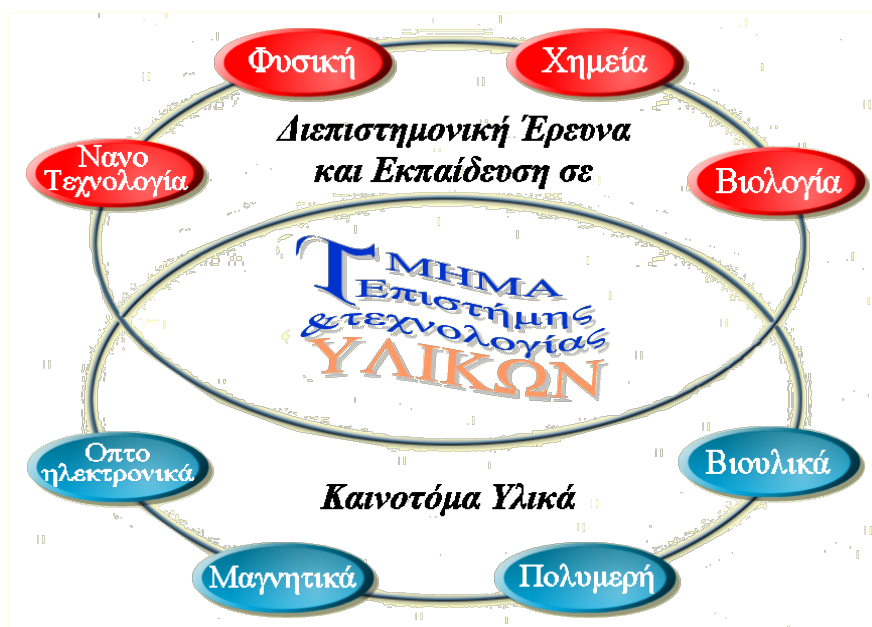 Φυσική
Χημεία
Διεπιστημονική Έρευνα
και Εκπαίδευση σε
Νανο
Τεχνολογία
Βιολογία
ΤΜΗΜΑ
Επιστήμης
&τεχνολογίας
ΥΛΙΚΩΝ
Οπτο
ηλεκτρονικά
Βιουλικά
Καινοτόμα Υλικά
Μαγνητικά
Πολυμερή